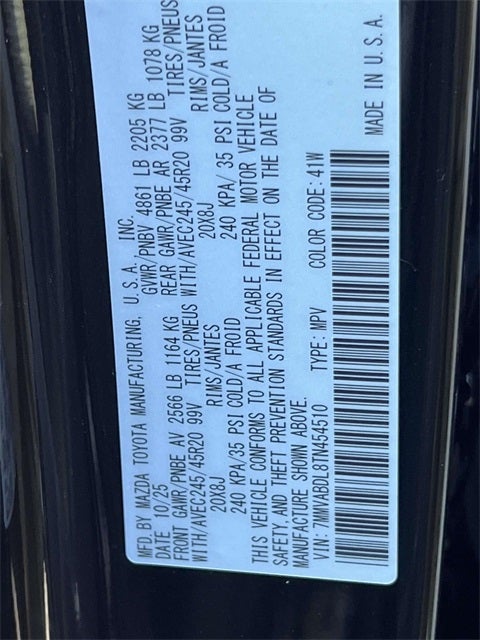 MFD. BY MAZDA TOYOTA MANUFACTURING, U.S.A., INC.
DATE 10/25 GVWR/PNBV 4861 LB 2205 KG
FRONT GAWR/PNBE AV 2566 LB 1164 KG REAR GAWR/PNBE AR 2377 LB 1078 KG
WITH/AVEC245/45R20 99V TIRES/PNEUS WITH/AVEC245/45R20 99V TIRES/PNEUS
20X8J RIMS/JANTES 20X8J RIMS/JANTES
240 KPA/35 PSI COLD/A FROID 240 KPA/ 35 PSI COLD/A FROID
THIS VEHICLE CONFORMS TO ALL APPLICABLE FEDERAL MOTOR VEHICLE
SAFETY, AND THEFT PREVENTION STANDARDS IN EFFECT ON THE DATE OF
MANUFACTURE SHOWN ABOVE.
VIN: 7MMVABDL8TN454510 TYPE: MPV COLOR CODE: 41W MADE IN U.S.A.